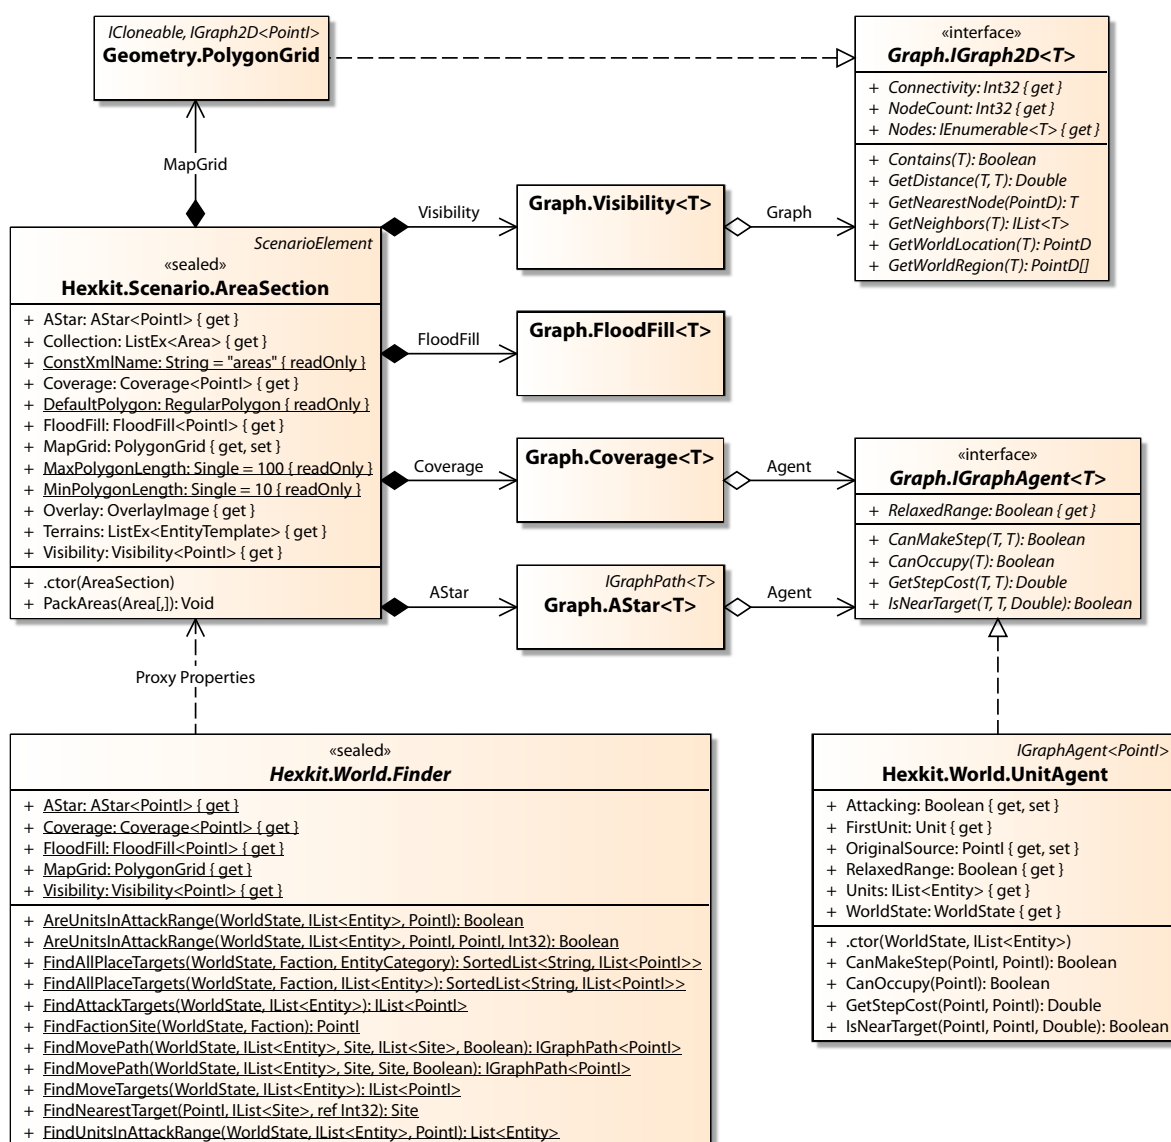 ICloneable, IGraph2D<PointI>
Geometry.PolygonGrid
«interface»
Graph.IGraph2D<T>
+ Connectivity: Int32 { get }
+ NodeCount: Int32 { get }
+ Nodes: IEnumerable<T> { get }
+ Contains(T): Boolean
+ GetDistance(T, T): Double
+ GetNearestNode(PointD): T
+ GetNeighbors(T): IList<T>
+ GetWorldLocation(T): PointD
+ GetWorldRegion(T): PointD[]
MapGrid
Visibility
Graph.Visibility<T>
Graph
ScenarioElement
«sealed»
Hexkit.Scenario.AreaSection
+ AStar: AStar<PointI> { get }
+ Collection: ListEx<Area> { get }
+ ConstXmlName: String = "areas" { readOnly }
+ Coverage: Coverage<PointI> { get }
+ DefaultPolygon: RegularPolygon { readOnly }
+ FloodFill: FloodFill<PointI> { get }
+ MapGrid: PolygonGrid { get, set }
+ MaxPolygonLength: Single = 100 { readOnly }
+ MinPolygonLength: Single = 10 { readOnly }
+ Overlay: OverlayImage { get }
+ Terrains: ListEx<EntityTemplate> { get }
+ Visibility: Visibility<PointI> { get }
+ .ctor(AreaSection)
+ PackAreas(Area[,]): Void
FloodFill
Graph.FloodFill<T>
Coverage
Graph.Coverage<T>
Agent
«interface»
Graph.IGraphAgent<T>
+ RelaxedRange: Boolean { get }
+ CanMakeStep(T, T): Boolean
+ CanOccupy(T): Boolean
+ GetStepCost(T, T): Double
+ IsNearTarget(T, T, Double): Boolean
AStar
IGraphPath<T>
Graph.AStar<T>
Agent
Proxy Properties
«sealed»
Hexkit.World.Finder
+ AStar: AStar<PointI> { get }
+ Coverage: Coverage<PointI> { get }
+ FloodFill: FloodFill<PointI> { get }
+ MapGrid: PolygonGrid { get }
+ Visibility: Visibility<PointI> { get }
+ AreUnitsInAttackRange(WorldState, IList<Entity>, PointI): Boolean
+ AreUnitsInAttackRange(WorldState, IList<Entity>, PointI, PointI, Int32): Boolean
+ FindAllPlaceTargets(WorldState, Faction, EntityCategory): SortedList<String, IList<PointI>>
+ FindAllPlaceTargets(WorldState, Faction, IList<Entity>): SortedList<String, IList<PointI>>
+ FindAttackTargets(WorldState, IList<Entity>): IList<PointI>
+ FindFactionSite(WorldState, Faction): PointI
+ FindMovePath(WorldState, IList<Entity>, Site, IList<Site>, Boolean): IGraphPath<PointI>
+ FindMovePath(WorldState, IList<Entity>, Site, Site, Boolean): IGraphPath<PointI>
+ FindMoveTargets(WorldState, IList<Entity>): IList<PointI>
+ FindNearestTarget(PointI, IList<Site>, ref Int32): Site
+ FindUnitsInAttackRange(WorldState, IList<Entity>, PointI): List<Entity>
IGraphAgent<PointI>
Hexkit.World.UnitAgent
+ Attacking: Boolean { get, set }
+ FirstUnit: Unit { get }
+ OriginalSource: PointI { get, set }
+ RelaxedRange: Boolean { get }
+ Units: IList<Entity> { get }
+ WorldState: WorldState { get }
+ .ctor(WorldState, IList<Entity>)
+ CanMakeStep(PointI, PointI): Boolean
+ CanOccupy(PointI): Boolean
+ GetStepCost(PointI, PointI): Double
+ IsNearTarget(PointI, PointI, Double): Boolean